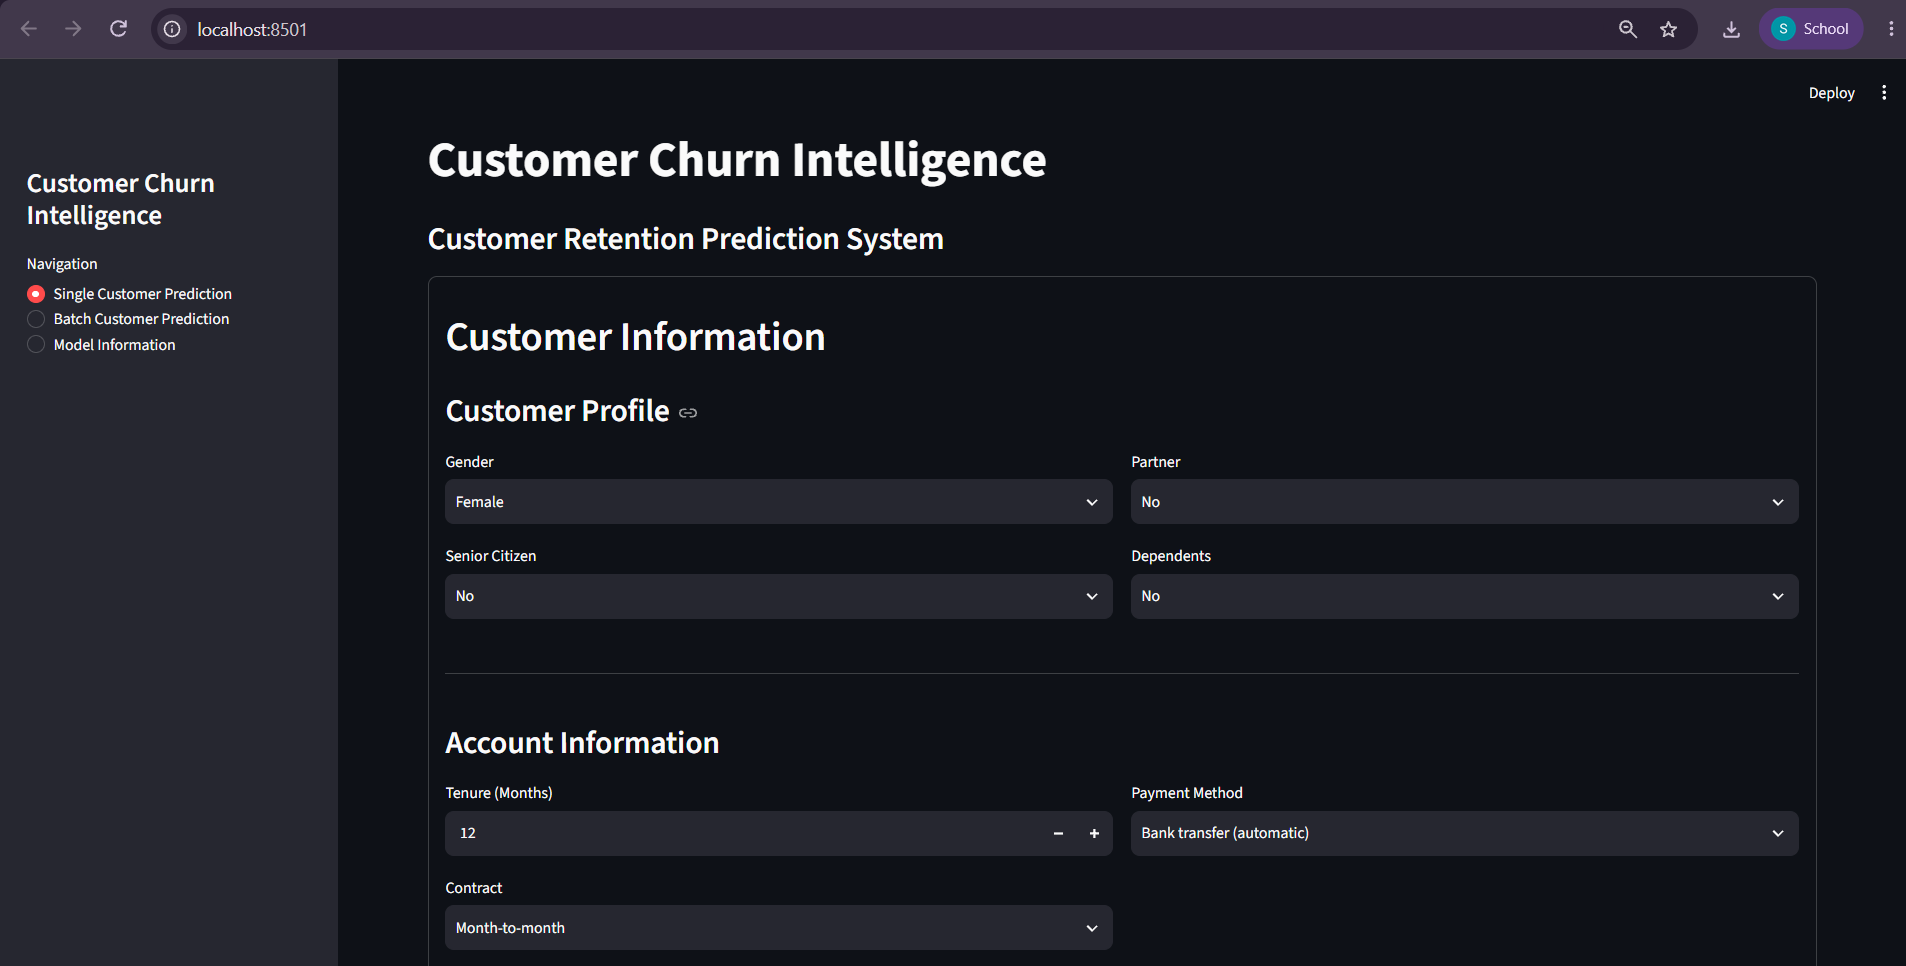 localhost:8501
S School
Deploy
Customer Churn
Intelligence
Navigation
Single Customer Prediction
Batch Customer Prediction
Model Information
Customer Churn Intelligence
Customer Retention Prediction System
Customer Information
Customer Profile
Gender Partner
Female No
Senior Citizen Dependents
No No
Account Information
Tenure (Months) Payment Method
12 - + Bank transfer (automatic)
Contract
Month-to-month